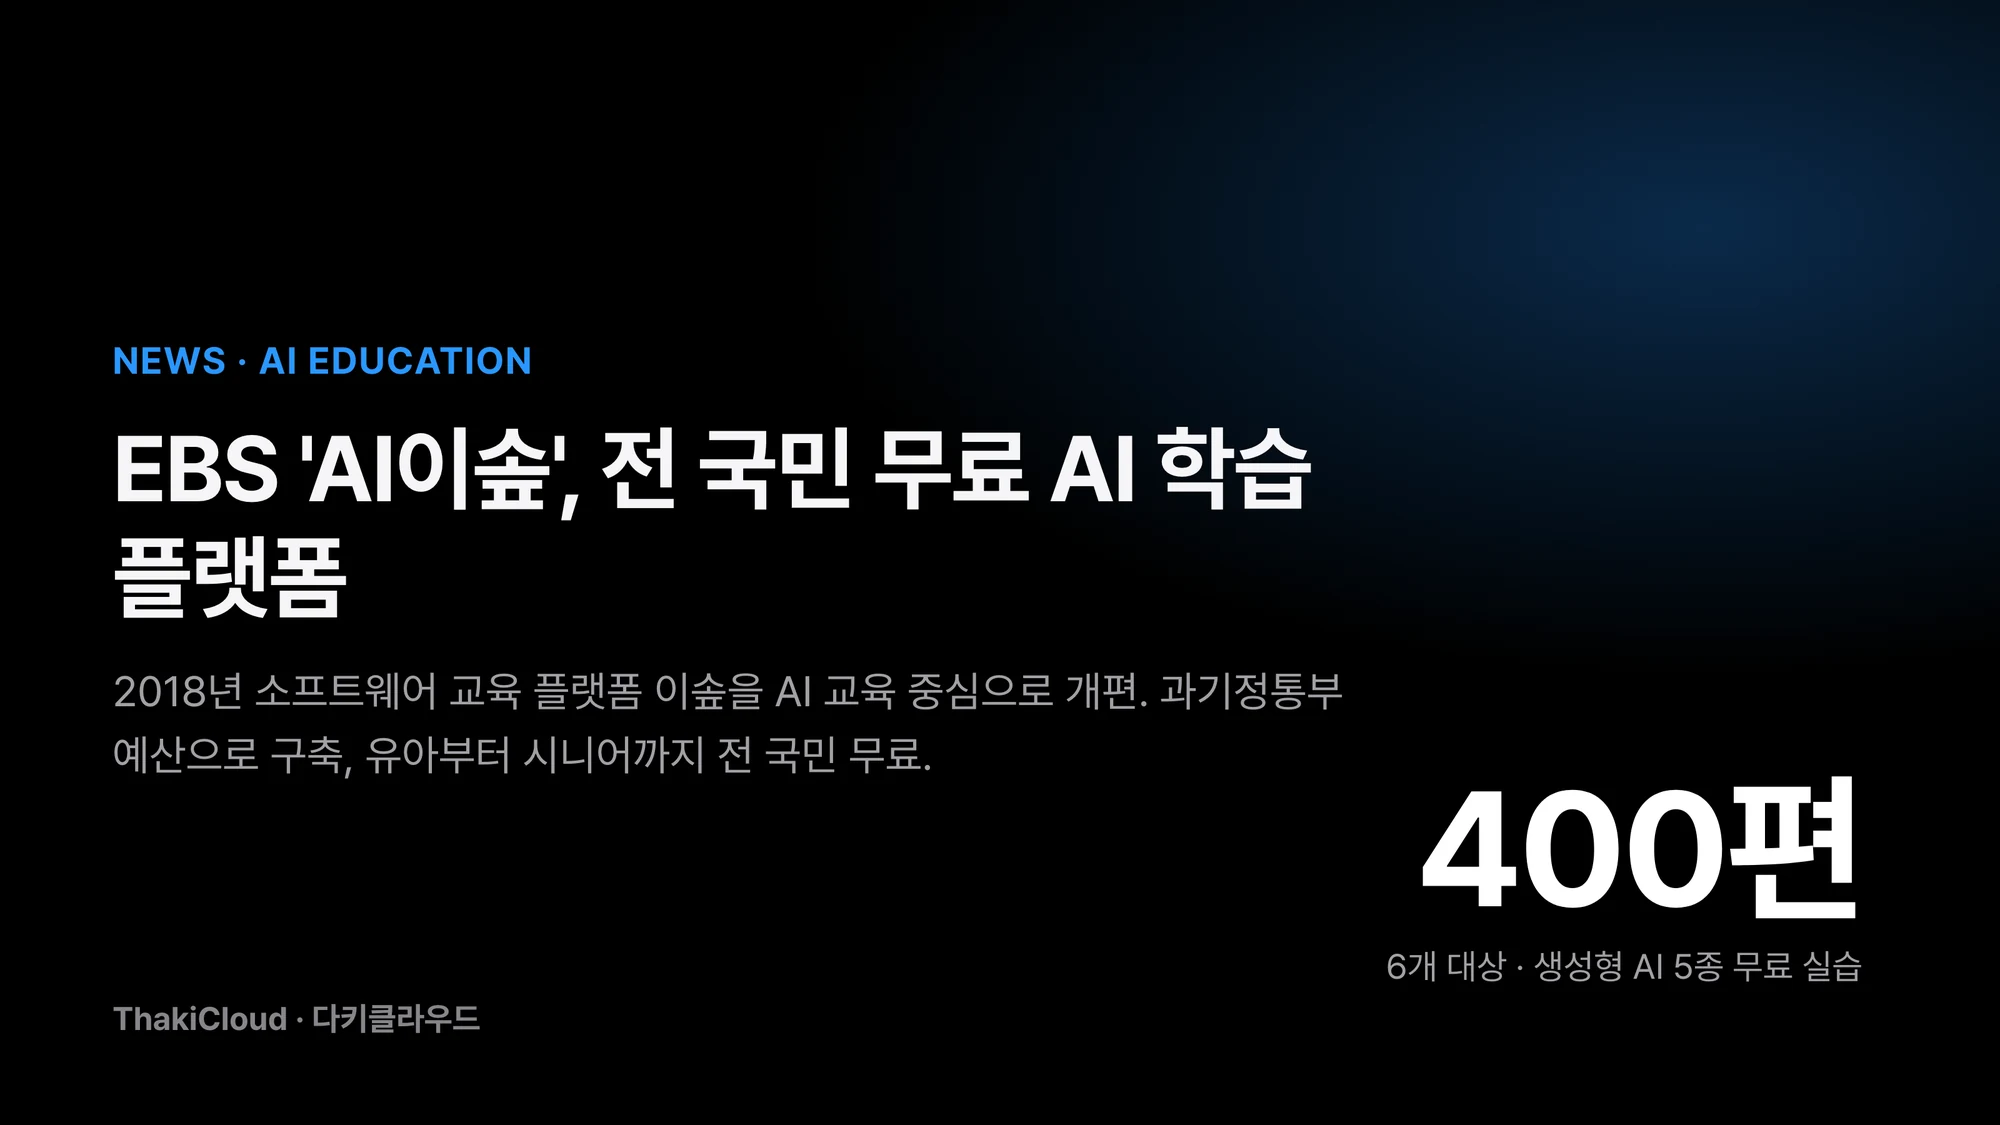 NEWS · AI EDUCATION
EBS 'AI이솦', 전 국민 무료 AI 학습
플랫폼
2018년 소프트웨어 교육 플랫폼 이솦을 AI 교육 중심으로 개편. 과기정통부
예산으로 구축, 유아부터 시니어까지 전 국민 무료.
400편
6개 대상 · 생성형 AI 5종 무료 실습
ThakiCloud · 다키클라우드